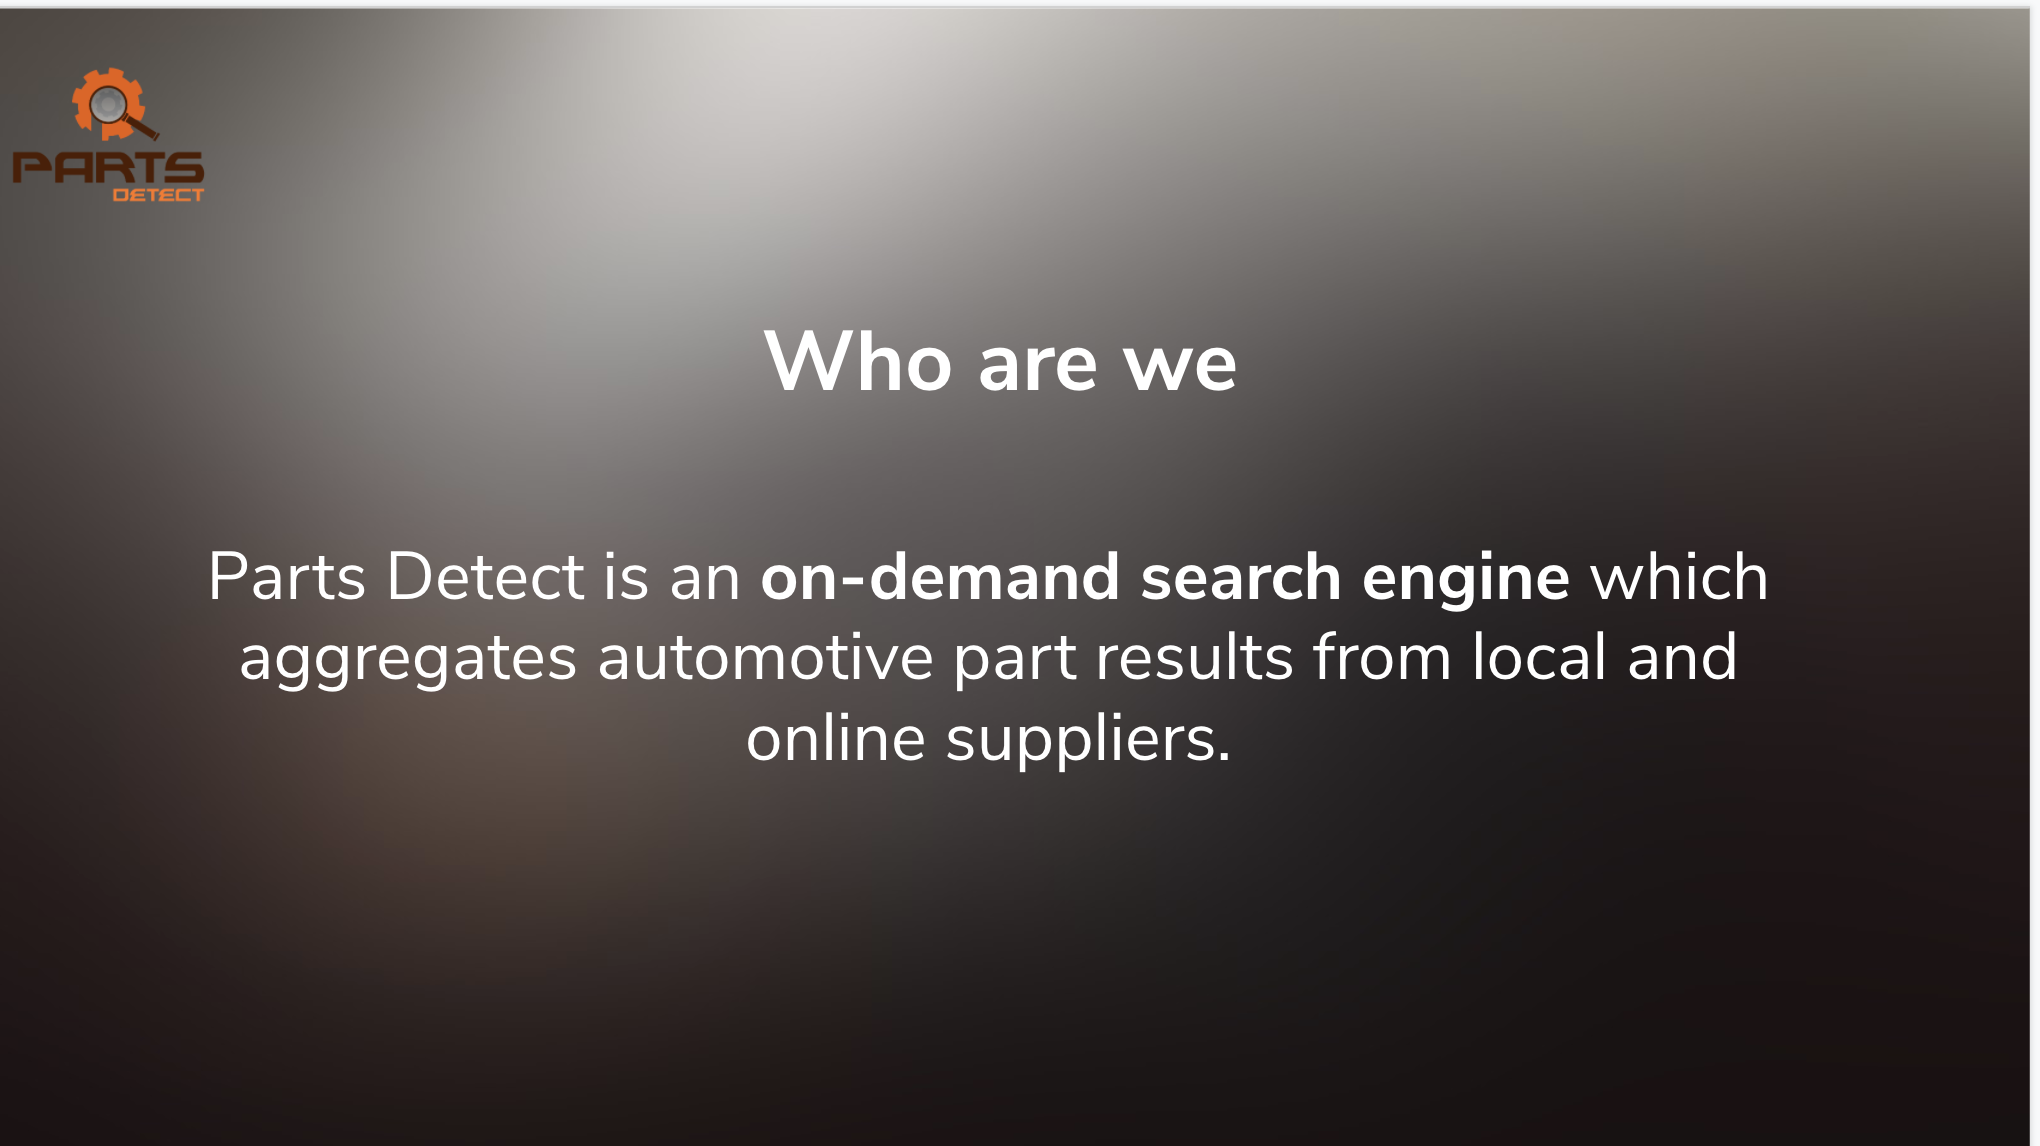 PARTS
DETECT
Who are we
Parts Detect is an on-demand search engine which
aggregates automotive part results from local and
online suppliers.